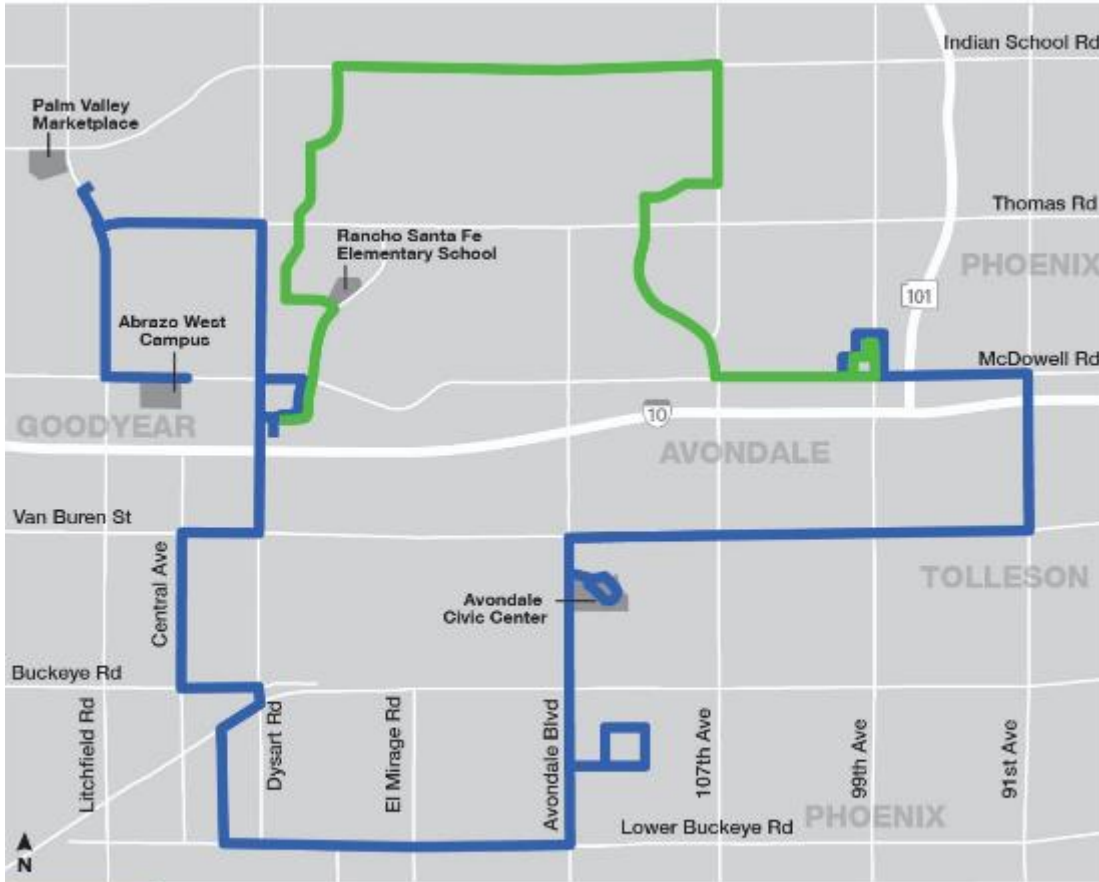 Indian School Rd
Palm Valley
Marketplace
Thomas Rd
Rancho Santa Fe
Elementary School
PHOENIX
101
Abrazo West
Campus
McDowell Rd
GOODYEAR
10
AVONDALE
Van Buren St
Central Ave
TOLLESON
Avondale
Civic Center
Buckeye Rd
Litchfield Rd
Dysart Rd
El Mirage Rd
Avondale Blvd
107th Ave
99th Ave
91st Ave
Lower Buckeye Rd
PHOENIX
N